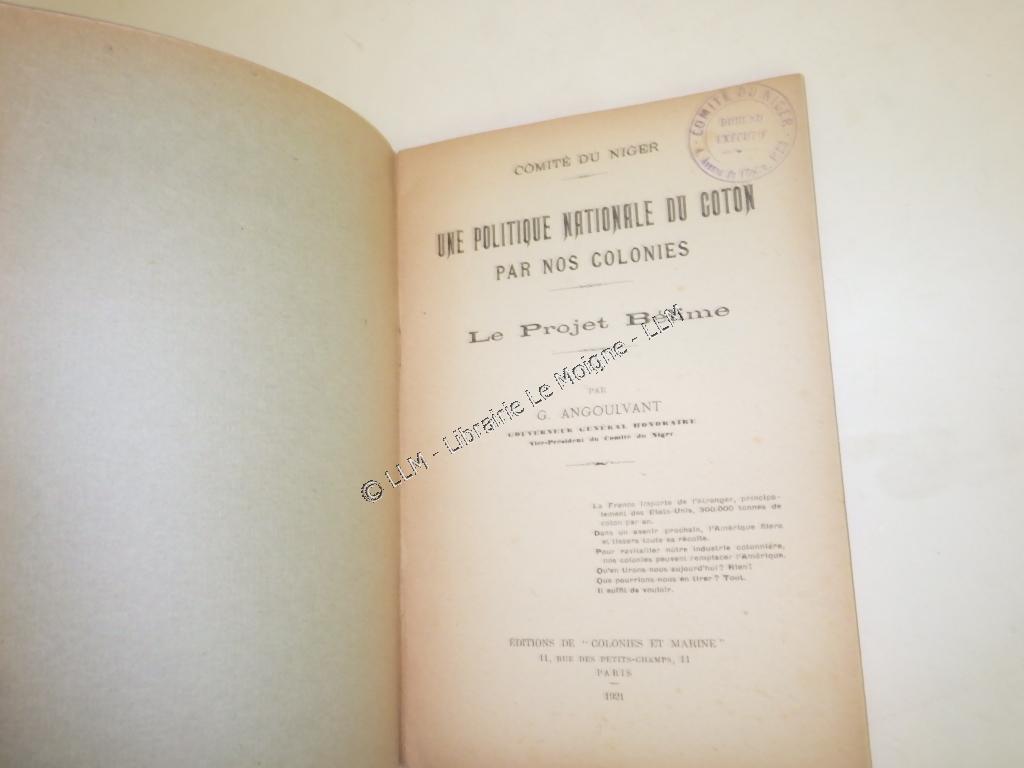 COMITÉ DU NIGER
COMITÉ DU NIGER
BUREAU
EXÉCUTIF
UNE POLITIQUE NATIONALE DU COTON
PAR NOS COLONIES
Le Projet Bélime
PAR
G. ANGOULVANT
GOUVERNEUR GÉNÉRAL HONORAIRE
Vice-Président du Comité du Niger
© LLM - Librairie Le Moigne - LLM
La France importe de l'étranger, principa-
lement des Etats-Unis, 300.000 tonnes de
coton par an.
Dans un avenir prochain, l'Amérique filera
et tissera toute sa récolte.
Pour ravitailler notre industrie cotonnière,
nos colonies peuvent remplacer l'Amérique.
Qu'en tirons-nous aujourd'hui? Rien!
Que pourrions-nous en tirer? Tout.
Il suffit de vouloir.
ÉDITIONS DE "COLONIES ET MARINE"
11, RUE DES PETITS-CHAMPS, 11
PARIS
1921